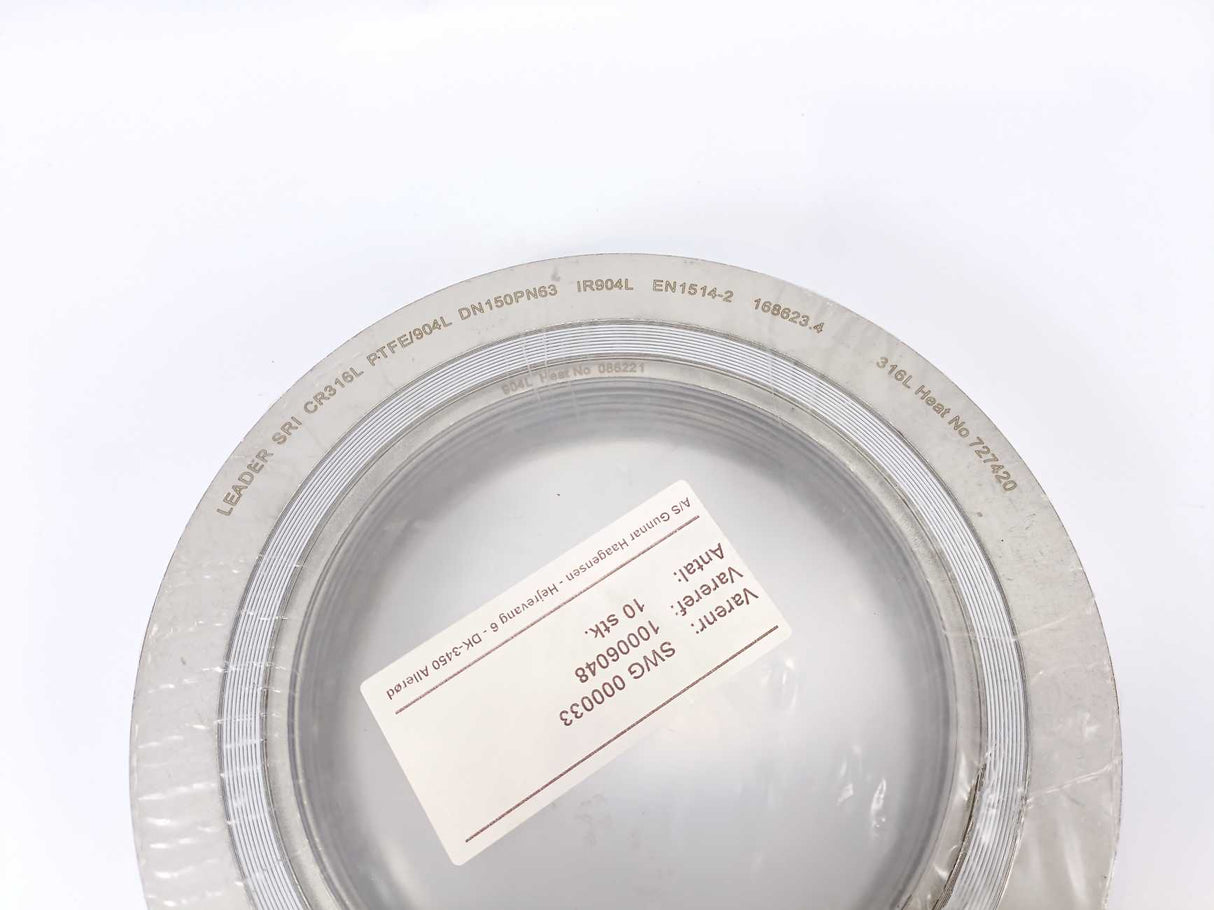 LEADER SRI CR316L PTFE/904L DN150PN63 IR904L EN1514-2 168623.4
316L Heat No 727420
904L Heat No 086221
Varenr: SWG 000033
Vareref: 10006048
Antal: 10 stk.
A/S Gunnar Haagensen - Hejrevang 6 - DK-3450 Allerød